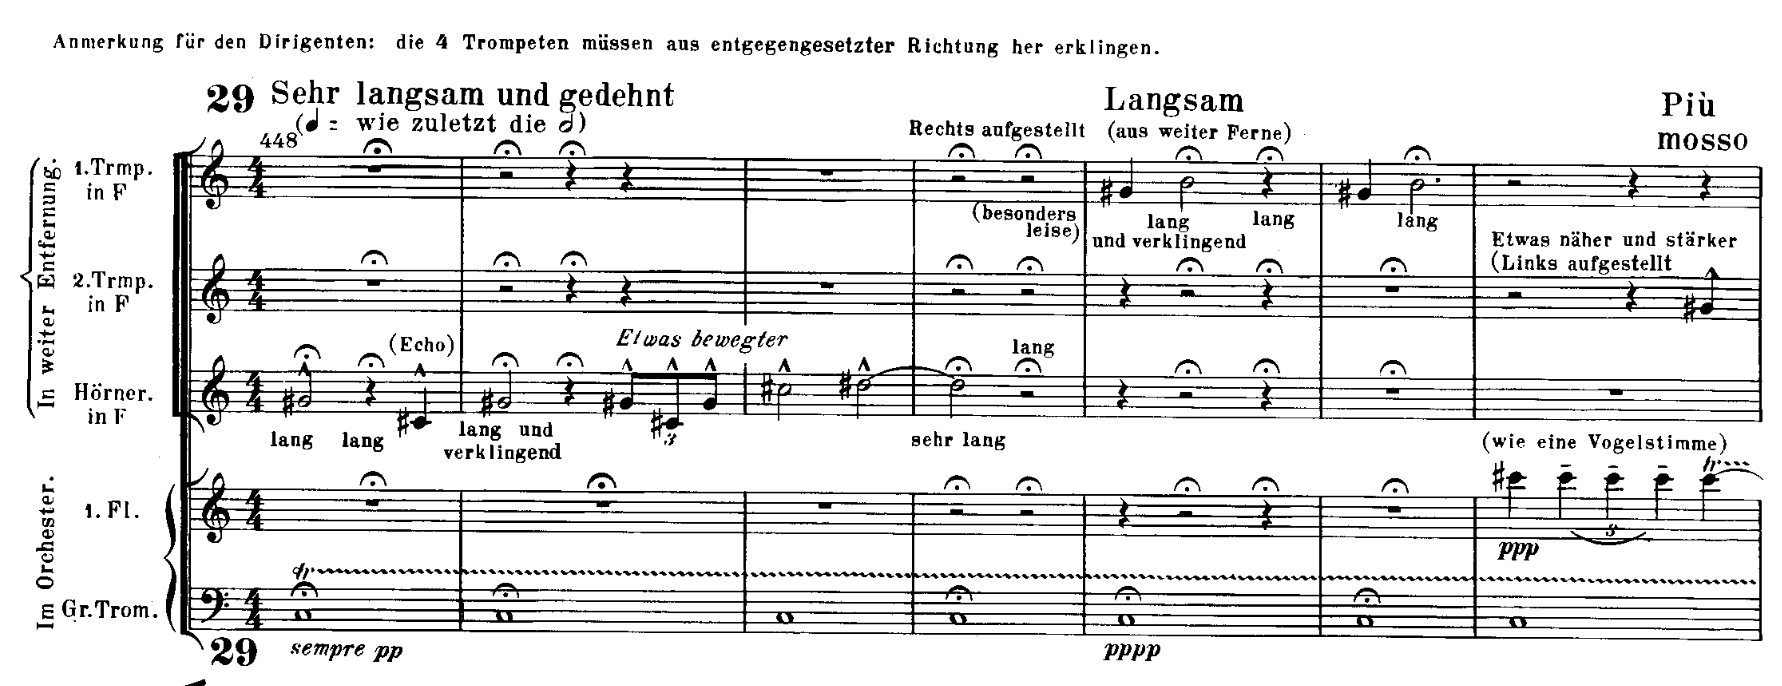 Anmerkung für den Dirigenten: die 4 Trompeten müssen aus entgegengesetzter Richtung her erklingen.
29 Sehr langsam und gedehnt
Langsam
Più
mosso
(♩ = wie zuletzt die 𝅗𝅥)
Rechts aufgestellt (aus weiter Ferne)
448
In weiter Entfernung.
1. Trmp.
in F
(besonders
leise)
lang
lang
lang
und verklingend
Etwas näher und stärker
(Links aufgestellt
2. Trmp.
in F
(Echo)
Etwas bewegter
lang
Hörner.
in F
lang lang
lang und
verklingend
3
sehr lang
(wie eine Vogelstimme)
Im Orchester.
1. Fl.
tr
3
ppp
tr
Gr. Trom.
29
sempre pp
pppp